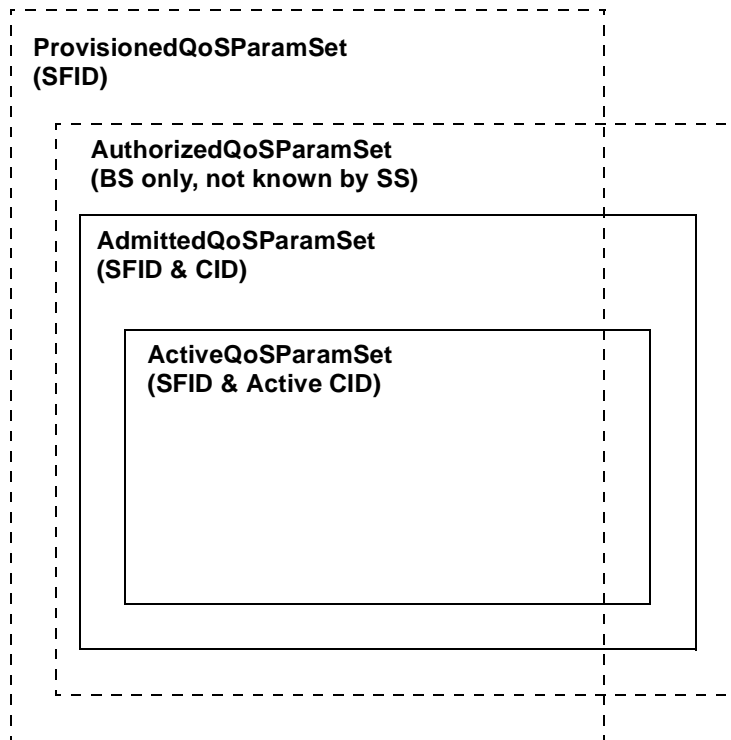 ProvisionedQoSParamSet
(SFID)
AuthorizedQoSParamSet
(BS only, not known by SS)
AdmittedQoSParamSet
(SFID & CID)
ActiveQoSParamSet
(SFID & Active CID)